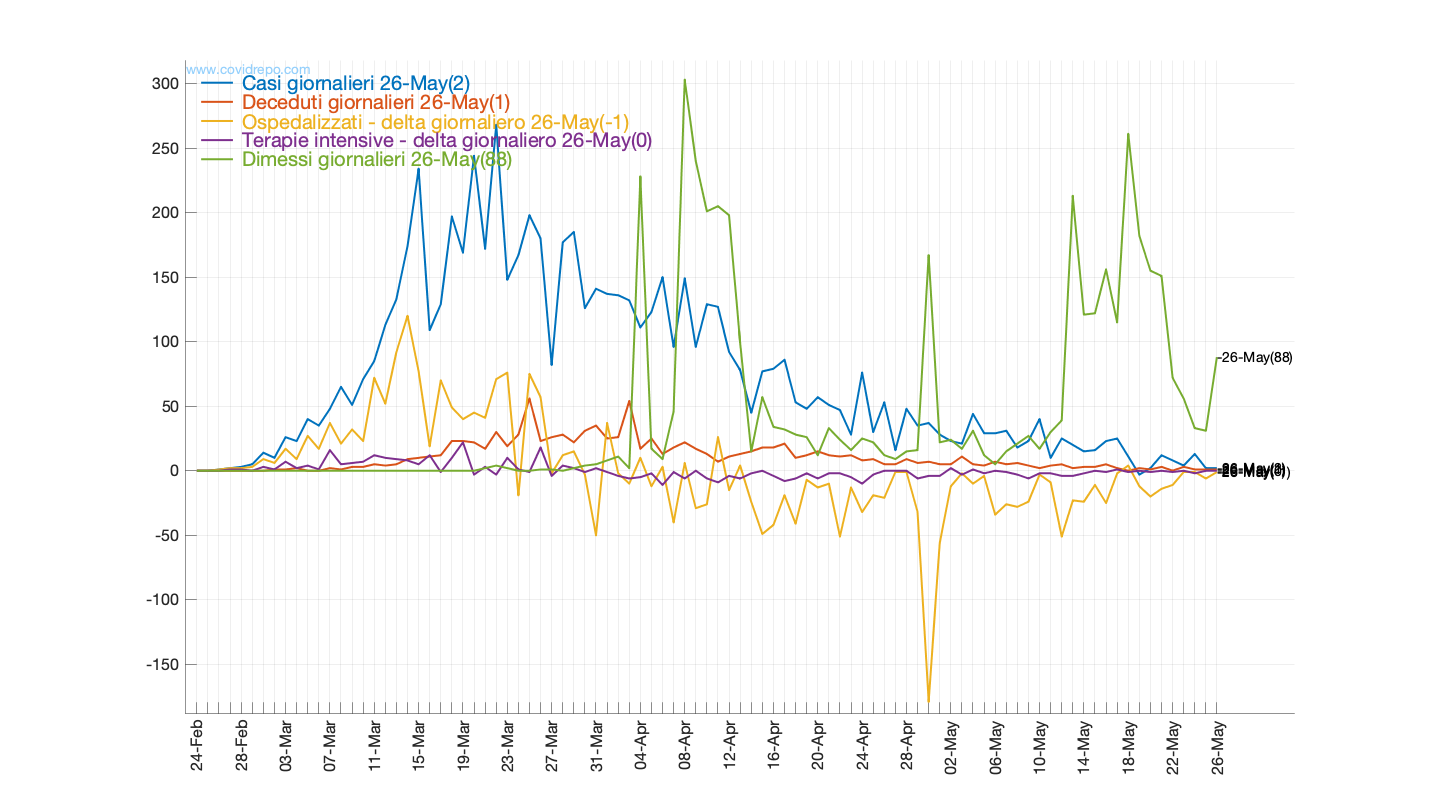 www.covidrepo.com
Casi giornalieri 26-May(2)
Deceduti giornalieri 26-May(1)
Ospedalizzati - delta giornaliero 26-May(-1)
Terapie intensive - delta giornaliero 26-May(0)
Dimessi giornalieri 26-May(88)
300
250
200
150
100
50
0
-50
-100
-150
-26-May(88)
24-Feb
28-Feb
03-Mar
07-Mar
11-Mar
15-Mar
19-Mar
23-Mar
27-Mar
31-Mar
04-Apr
08-Apr
12-Apr
16-Apr
20-Apr
24-Apr
28-Apr
02-May
06-May
10-May
14-May
18-May
22-May
26-May